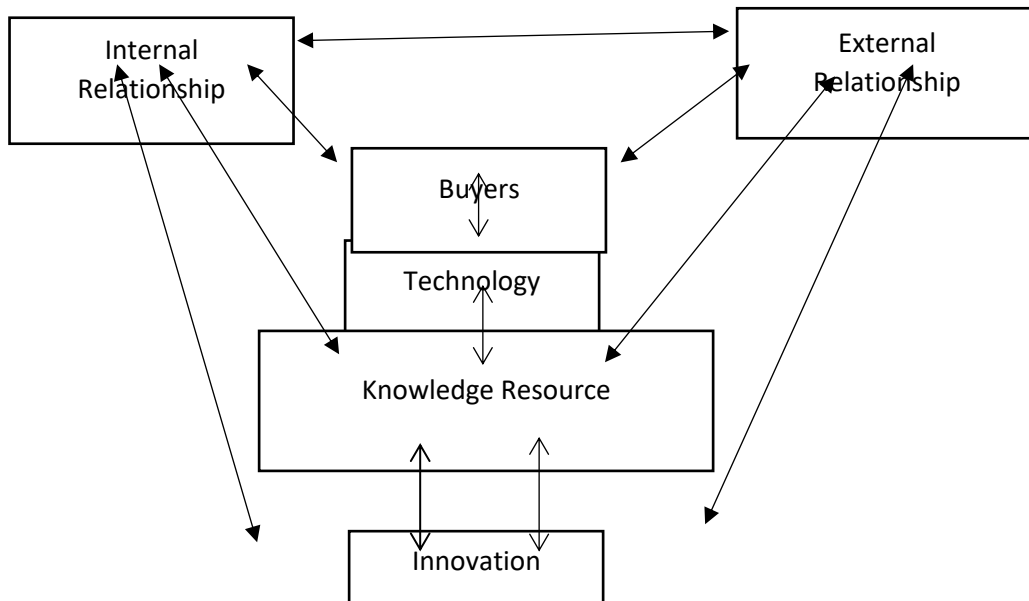 Internal
Relationship
External
Relationship
Buyers
Technology
Knowledge Resource
Innovation